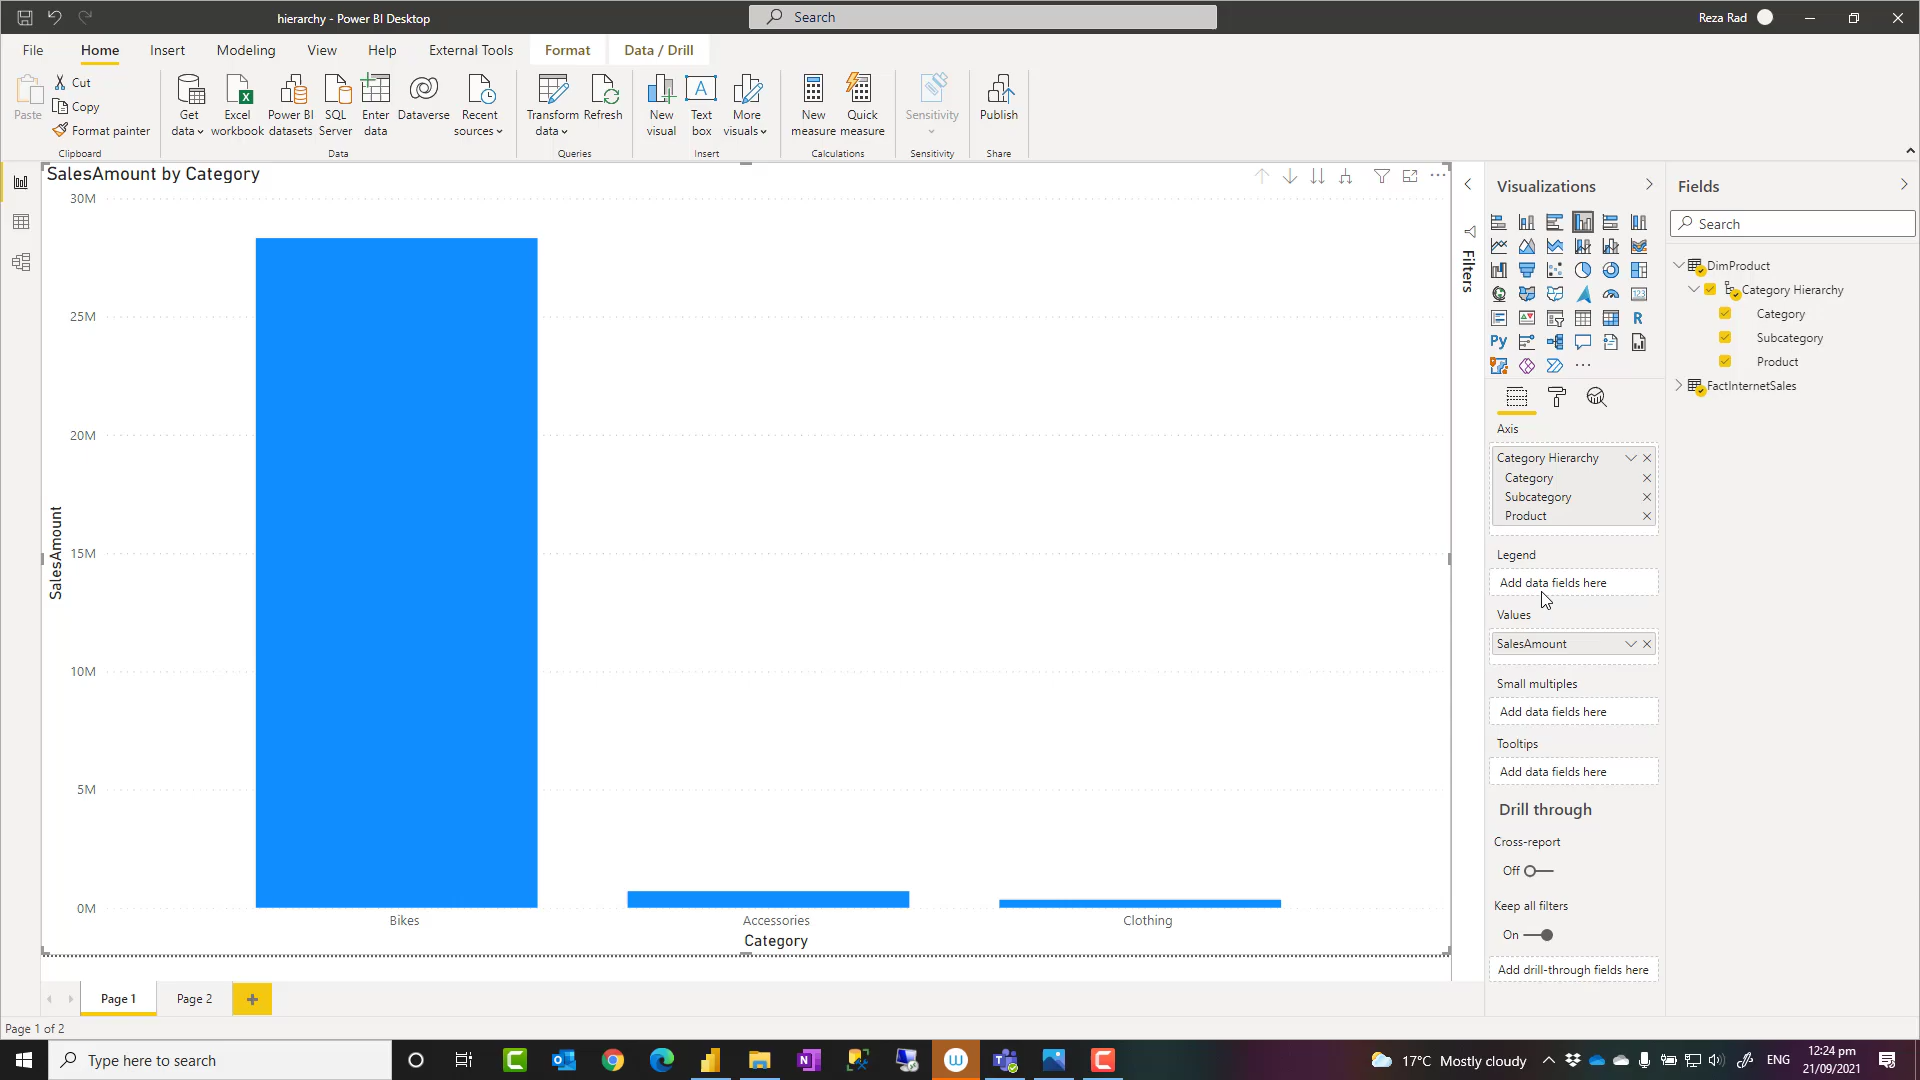 hierarchy - Power BI Desktop
Search
Reza Rad
File
Home
Insert
Modeling
View
Help
External Tools
Format
Data / Drill
Paste
Cut
Copy
Format painter
Clipboard
Get data
Excel workbook
Power BI datasets
SQL Server
Enter data
Dataverse
Recent sources
Data
Transform data
Refresh
Queries
New visual
Text box
More visuals
Insert
New measure
Quick measure
Calculations
Sensitivity
Sensitivity
Publish
Share
SalesAmount by Category
30M
25M
20M
15M
10M
5M
0M
SalesAmount
Bikes
Accessories
Clothing
Category
Filters
Visualizations
123
R
Py
Axis
Category Hierarchy
Category
Subcategory
Product
Legend
Add data fields here
Values
SalesAmount
Small multiples
Add data fields here
Tooltips
Add data fields here
Drill through
Cross-report
Off
Keep all filters
On
Add drill-through fields here
Fields
Search
DimProduct
Category Hierarchy
Category
Subcategory
Product
FactInternetSales
Page 1
Page 2
Page 1 of 2
Type here to search
17°C Mostly cloudy
ENG
12:24 pm
21/09/2021